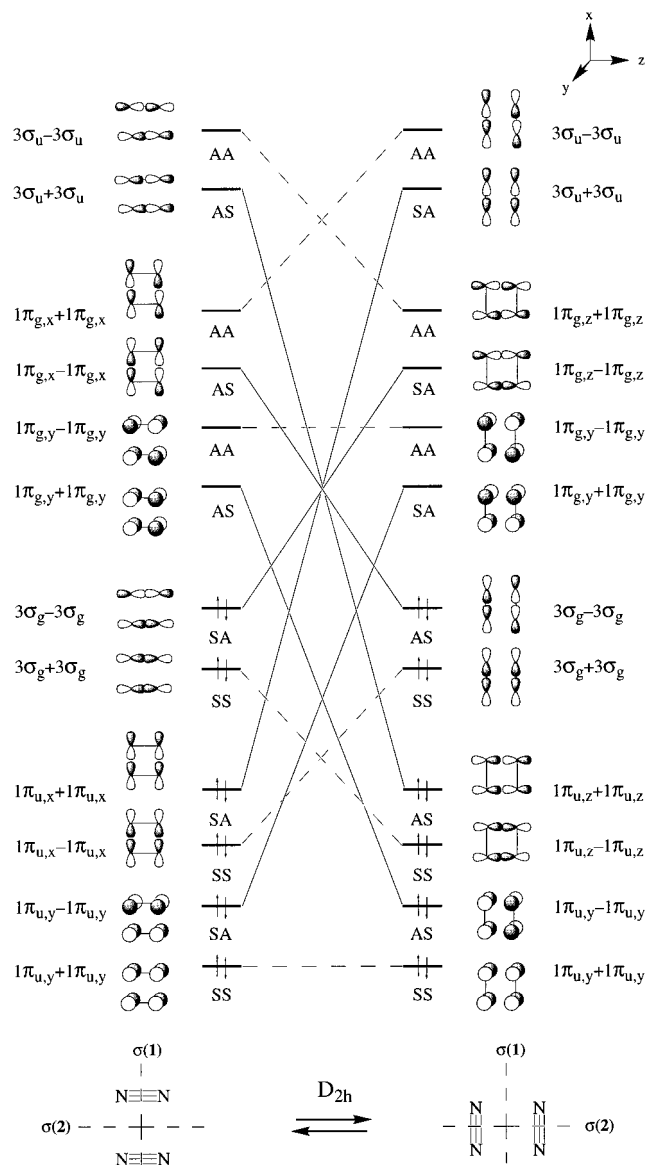 x
z
y
3σu–3σu AA AA 3σu–3σu
3σu+3σu AS SA 3σu+3σu
1πg,x+1πg,x AA AA 1πg,z+1πg,z
1πg,x–1πg,x AS SA 1πg,z–1πg,z
1πg,y–1πg,y AA AA 1πg,y–1πg,y
1πg,y+1πg,y AS SA 1πg,y+1πg,y
3σg–3σg SA AS 3σg–3σg
3σg+3σg SS SS 3σg+3σg
1πu,x+1πu,x SA AS 1πu,z+1πu,z
1πu,x–1πu,x SS SS 1πu,z–1πu,z
1πu,y–1πu,y SA AS 1πu,y–1πu,y
1πu,y+1πu,y SS SS 1πu,y+1πu,y
σ(1) σ(1)
N≡N D2h N N
σ(2) σ(2)
N≡N N N